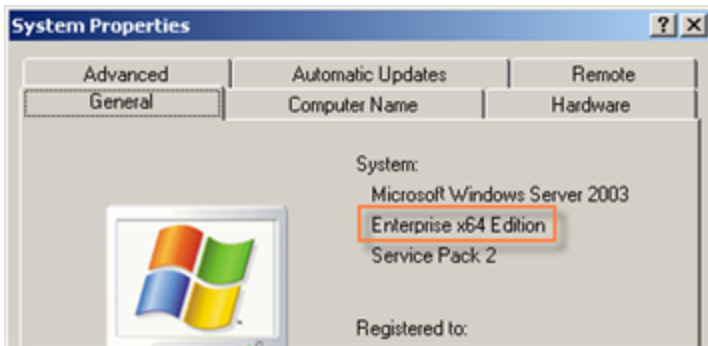 System Properties
Advanced Automatic Updates Remote
General Computer Name Hardware
System:
Microsoft Windows Server 2003
Enterprise x64 Edition
Service Pack 2
Registered to: